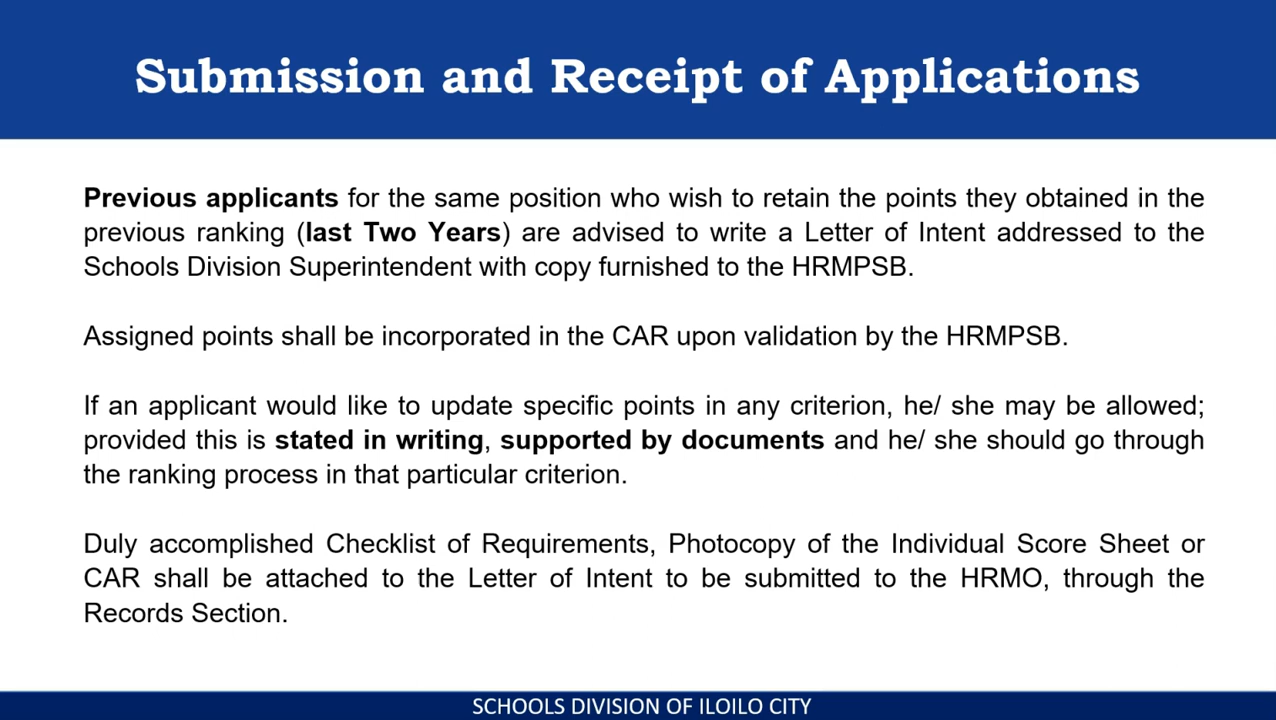 Submission and Receipt of Applications
Previous applicants for the same position who wish to retain the points they obtained in the
previous ranking (last Two Years) are advised to write a Letter of Intent addressed to the
Schools Division Superintendent with copy furnished to the HRMPSB.
Assigned points shall be incorporated in the CAR upon validation by the HRMPSB.
If an applicant would like to update specific points in any criterion, he/ she may be allowed;
provided this is stated in writing, supported by documents and he/ she should go through
the ranking process in that particular criterion.
Duly accomplished Checklist of Requirements, Photocopy of the Individual Score Sheet or
CAR shall be attached to the Letter of Intent to be submitted to the HRMO, through the
Records Section.
SCHOOLS DIVISION OF ILOILO CITY